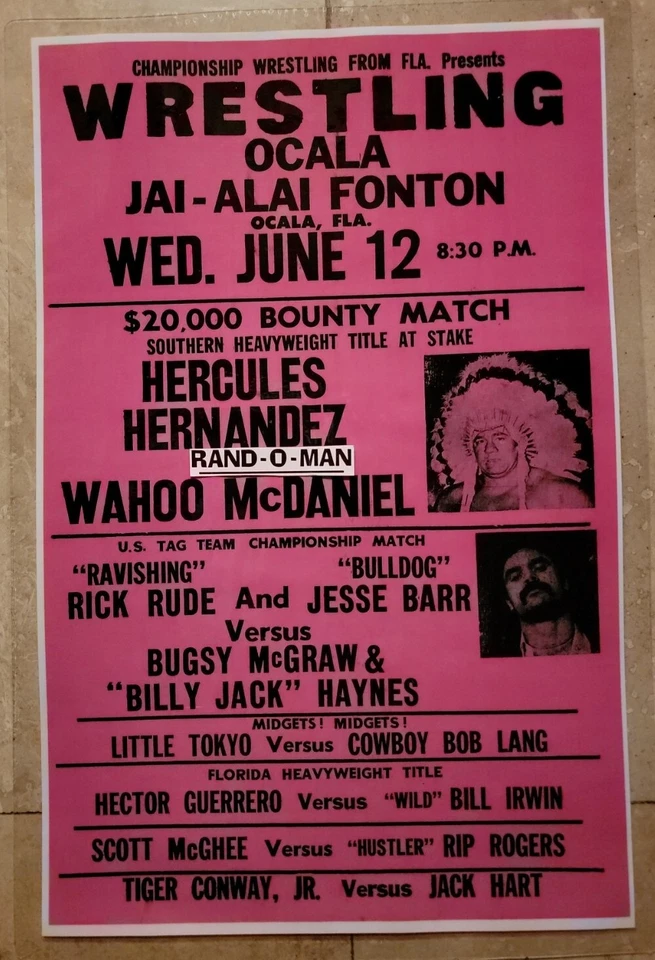 CHAMPIONSHIP WRESTLING FROM FLA. Presents
WRESTLING
OCALA
JAI-ALAI FONTON
OCALA, FLA.
WED. JUNE 12 8:30 P.M.
$20,000 BOUNTY MATCH
SOUTHERN HEAVYWEIGHT TITLE AT STAKE
HERCULES
HERNANDEZ
RAND-O-MAN
WAHOO McDANIEL
U.S. TAG TEAM CHAMPIONSHIP MATCH
"RAVISHING" "BULLDOG"
RICK RUDE And JESSE BARR
Versus
BUGSY McGRAW &
"BILLY JACK" HAYNES
MIDGETS! MIDGETS!
LITTLE TOKYO Versus COWBOY BOB LANG
FLORIDA HEAVYWEIGHT TITLE
HECTOR GUERRERO Versus "WILD" BILL IRWIN
SCOTT McGHEE Versus "HUSTLER" RIP ROGERS
TIGER CONWAY, JR. Versus JACK HART